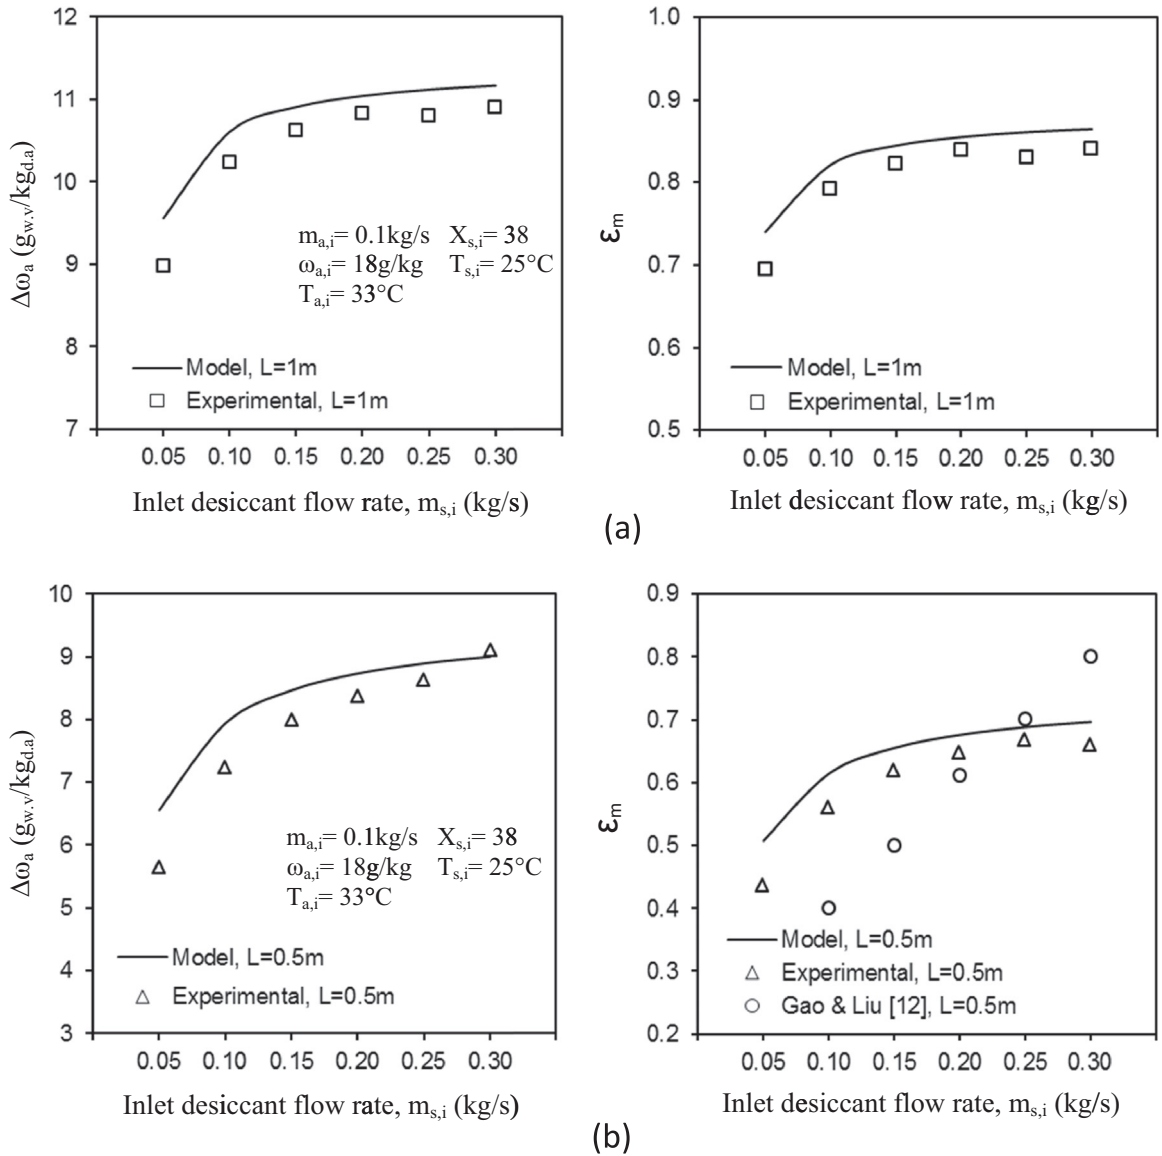 (a)
12
11
10
9
8
7
Δωₐ (g_w.v/kg_d.a)
m_a,i= 0.1kg/s X_s,i= 38
ω_a,i= 18g/kg T_s,i= 25°C
T_a,i= 33°C
Model, L=1m
Experimental, L=1m
0.05 0.10 0.15 0.20 0.25 0.30
Inlet desiccant flow rate, m_s,i (kg/s)
1.0
0.9
0.8
0.7
0.6
0.5
ε_m
Model, L=1m
Experimental, L=1m
0.05 0.10 0.15 0.20 0.25 0.30
Inlet desiccant flow rate, m_s,i (kg/s)
10
9
8
7
6
5
4
3
Δωₐ (g_w.v/kg_d.a)
m_a,i= 0.1kg/s X_s,i= 38
ω_a,i= 18g/kg T_s,i= 25°C
T_a,i= 33°C
Model, L=0.5m
Experimental, L=0.5m
0.05 0.10 0.15 0.20 0.25 0.30
Inlet desiccant flow rate, m_s,i (kg/s)
0.9
0.8
0.7
0.6
0.5
0.4
0.3
0.2
ε_m
Model, L=0.5m
Experimental, L=0.5m
Gao & Liu [12], L=0.5m
0.05 0.10 0.15 0.20 0.25 0.30
Inlet desiccant flow rate, m_s,i (kg/s)
(b)